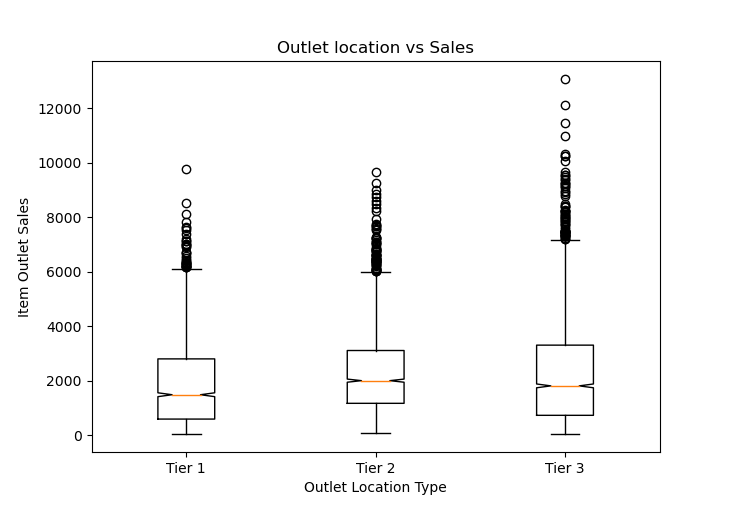 Outlet location vs Sales
12000
10000
8000
6000
4000
2000
0
Item Outlet Sales
Tier 1 Tier 2 Tier 3
Outlet Location Type